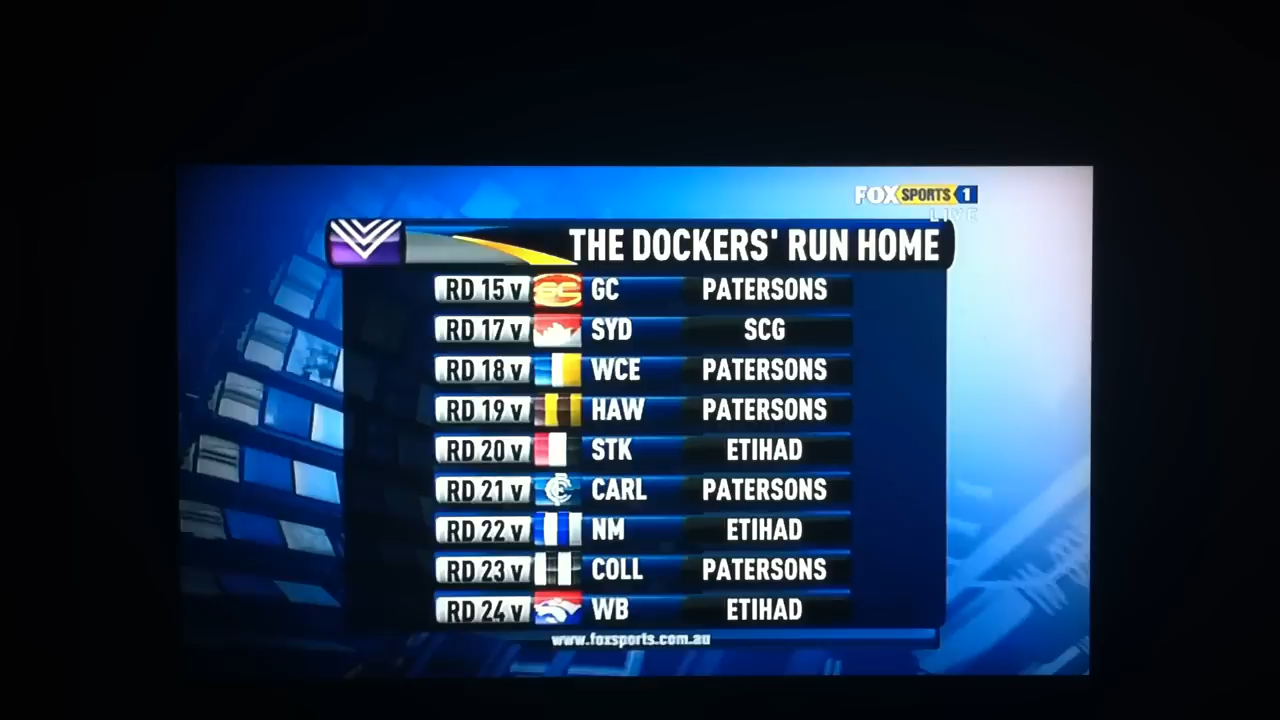 FOX SPORTS 1
LIVE
THE DOCKERS' RUN HOME
RD 15 v GC PATERSONS
RD 17 v SYD SCG
RD 18 v WCE PATERSONS
RD 19 v HAW PATERSONS
RD 20 v STK ETIHAD
RD 21 v CARL PATERSONS
RD 22 v NM ETIHAD
RD 23 v COLL PATERSONS
RD 24 v WB ETIHAD
www.foxsports.com.au